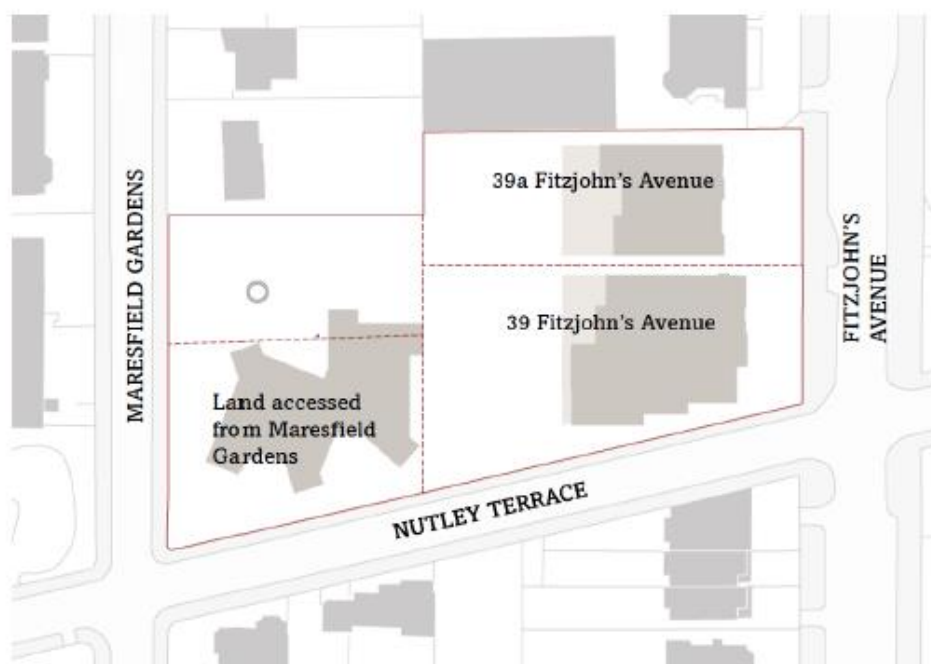 39a Fitzjohn's Avenue
MARESFIELD GARDENS
FITZJOHN'S
AVENUE
39 Fitzjohn's Avenue
Land accessed
from Maresfield
Gardens
NUTLEY TERRACE